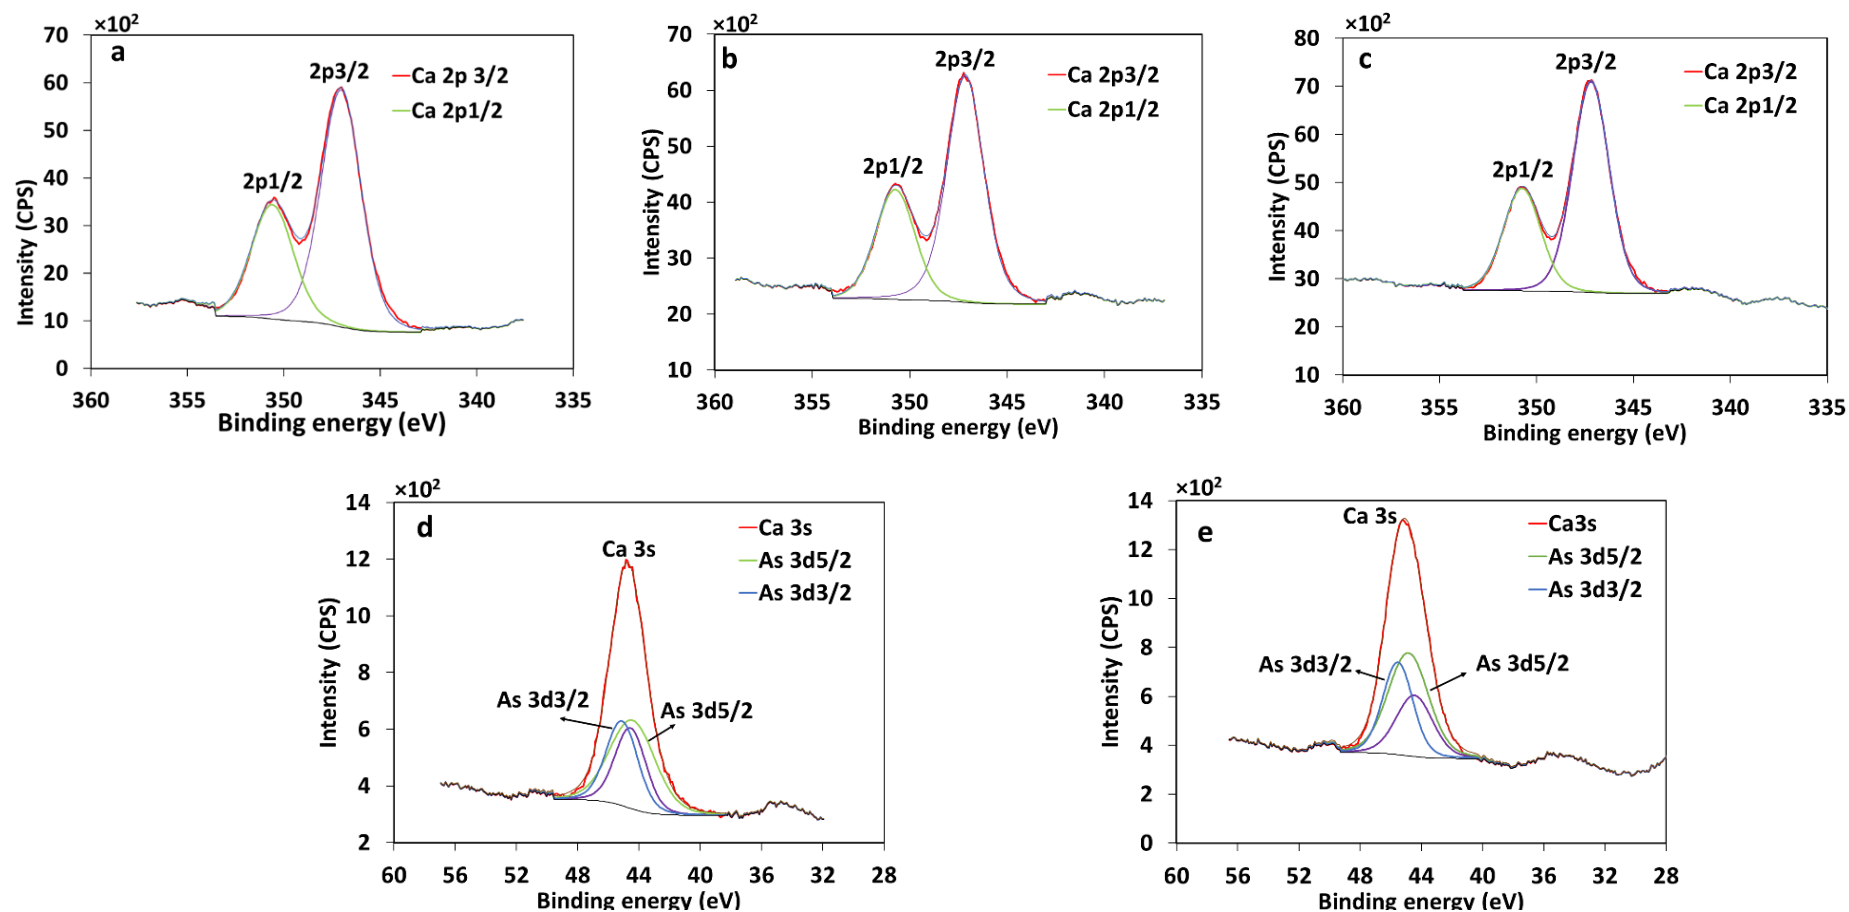 ×10²
a
70
60
50
40
30
20
10
0
Intensity (CPS)
2p3/2
2p1/2
Ca 2p 3/2
Ca 2p1/2
360 355 350 345 340 335
Binding energy (eV)
×10²
b
70
60
50
40
30
20
10
Intensity (CPS)
2p3/2
2p1/2
Ca 2p3/2
Ca 2p1/2
360 355 350 345 340 335
Binding energy (eV)
×10²
c
80
70
60
50
40
30
20
10
Intensity (CPS)
2p3/2
2p1/2
Ca 2p3/2
Ca 2p1/2
360 355 350 345 340 335
Binding energy (eV)
×10²
d
14
12
10
8
6
4
2
Intensity (CPS)
Ca 3s
As 3d3/2
As 3d5/2
Ca 3s
As 3d5/2
As 3d3/2
60 56 52 48 44 40 36 32 28
Binding energy (eV)
×10²
e
14
12
10
8
6
4
2
0
Intensity (CPS)
Ca 3s
As 3d3/2
As 3d5/2
Ca3s
As 3d5/2
As 3d3/2
60 56 52 48 44 40 36 32 28
Binding energy (eV)